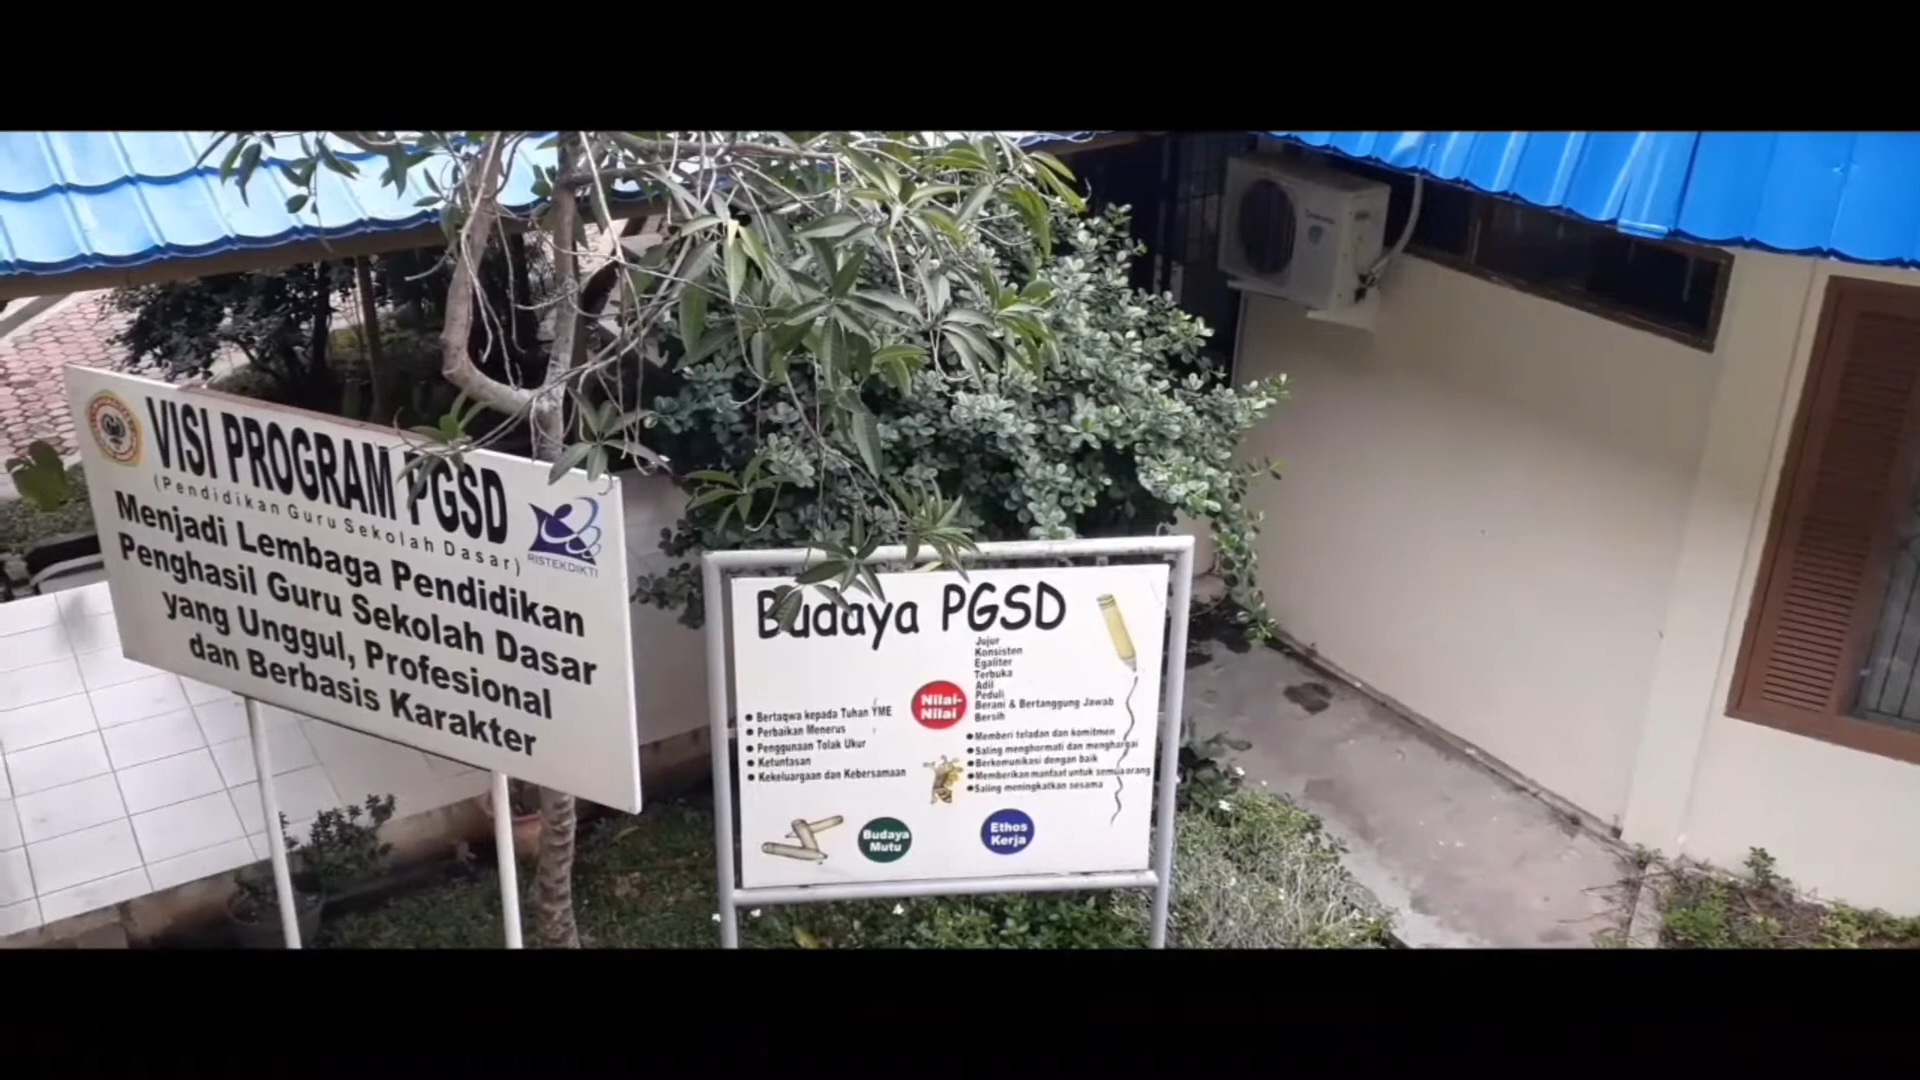 VISI PROGRAM PGSD
(Pendidikan Guru Sekolah Dasar)
RISTEKDIKTI
Menjadi Lembaga Pendidikan
Penghasil Guru Sekolah Dasar
yang Unggul, Profesional
dan Berbasis Karakter
Budaya PGSD
Jujur
Konsisten
Egaliter
Terbuka
Adil
Peduli
Berani & Bertanggung Jawab
Bersih
Nilai-
Nilai
● Bertaqwa kepada Tuhan YME
● Perbaikan Menerus
● Penggunaan Tolak Ukur
● Ketuntasan
● Kekeluargaan dan Kebersamaan
● Memberi teladan dan komitmen
● Saling menghormati dan menghargai
● Berkomunikasi dengan baik
● Memberikan manfaat untuk semua orang
● Saling meningkatkan sesama
Budaya
Mutu
Ethos
Kerja